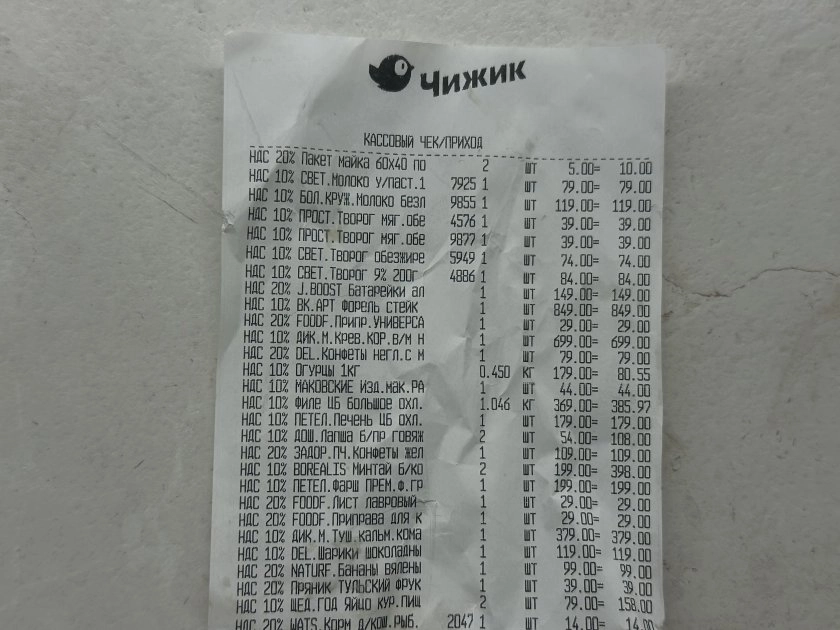 Чижик
КАССОВЫЙ ЧЕК/ПРИХОД
НДС 20% Пакет майка 60х40 по 2 ШТ 5.00= 10.00
НДС 10% СВЕТ.Молоко у/паст.1 7925 1 ШТ 79.00= 79.00
НДС 10% БОЛ.КРУЖ.Молоко безл 9855 1 ШТ 119.00= 119.00
НДС 10% ПРОСТ.Творог мяг.обе 4576 1 ШТ 39.00= 39.00
НДС 10% ПРОСТ.Творог мяг.обе 9877 1 ШТ 39.00= 39.00
НДС 10% СВЕТ.Творог обезжире 5949 1 ШТ 74.00= 74.00
НДС 10% СВЕТ.Творог 9% 200г 4886 1 ШТ 84.00= 84.00
НДС 20% J.BOOST Батарейки ал 1 ШТ 149.00= 149.00
НДС 10% ВК.АРТ Форель стейк 1 ШТ 849.00= 849.00
НДС 20% FOODF.Припр.УНИВЕРСА 1 ШТ 29.00= 29.00
НДС 10% ДИК.М.Крев.КОР.в/м Н 1 ШТ 699.00= 699.00
НДС 20% DEL.Конфеты негл.с м 1 ШТ 79.00= 79.00
НДС 10% Огурцы 1кг 0.450 КГ 179.00= 80.55
НДС 10% МАКОВСКИЕ Изд.мак.РА 1 ШТ 44.00= 44.00
НДС 10% Филе ЦБ большое охл. 1.046 КГ 369.00= 385.97
НДС 10% ПЕТЕЛ.Печень ЦБ охл. 1 ШТ 179.00= 179.00
НДС 10% ДОШ.Лапша б/пр говяж 2 ШТ 54.00= 108.00
НДС 20% ЗАДОР.ПЧ.Конфеты жел 1 ШТ 109.00= 109.00
НДС 10% BOREALIS Минтай б/ко 2 ШТ 199.00= 398.00
НДС 10% ПЕТЕЛ.Фарш ПРЕМ.ф.гр 1 ШТ 199.00= 199.00
НДС 20% FOODF.Лист лавровый 1 ШТ 29.00= 29.00
НДС 20% FOODF.Приправа для к 1 ШТ 29.00= 29.00
НДС 10% ДИК.М.Туш.кальм.кома 1 ШТ 379.00= 379.00
НДС 10% DEL.Шарики шоколадны 1 ШТ 119.00= 119.00
НДС 20% NATURF.Бананы вялены 1 ШТ 99.00= 99.00
НДС 20% Пряник ТУЛЬСКИЙ ФРУК 1 ШТ 39.00= 39.00
НДС 10% ЩЕД.ГОД Яйцо кур.пищ 2 ШТ 79.00= 158.00
НДС 20% WATS.Корм д/кош.рыб. 2047 1 ШТ 14.00= 14.00